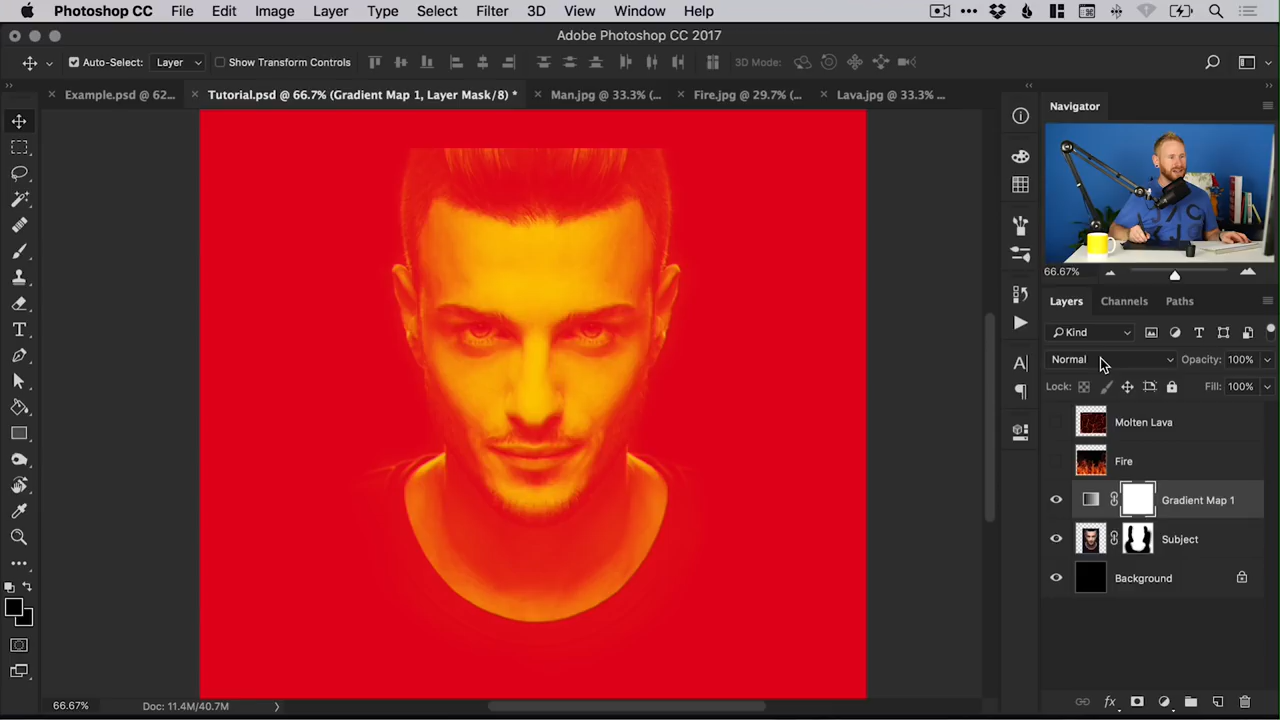 Photoshop CC File Edit Image Layer Type Select Filter 3D View Window Help
Adobe Photoshop CC 2017
Auto-Select: Layer Show Transform Controls 3D Mode:
Example.psd @ 62... Tutorial.psd @ 66.7% (Gradient Map 1, Layer Mask/8) * Man.jpg @ 33.3% (... Fire.jpg @ 29.7% (... Lava.jpg @ 33.3% ...
Navigator
66.67%
Layers Channels Paths
Kind
Normal Opacity: 100%
Lock: Fill: 100%
Molten Lava
Fire
Gradient Map 1
Subject
Background
66.67% Doc: 11.4M/40.7M